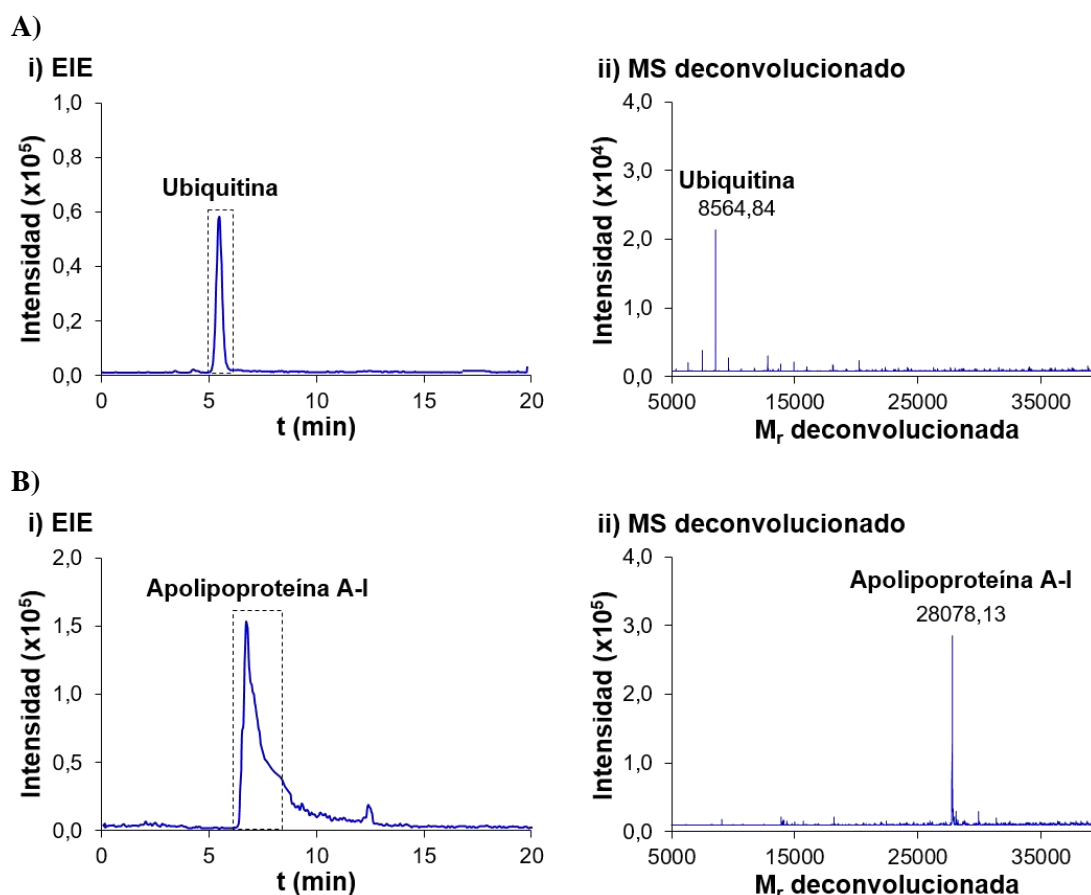 A)
i) EIE
ii) MS deconvolucionado
Intensidad (x10⁵)
1,0
0,8
0,6
0,4
0,2
0,0
Ubiquitina
0 5 10 15 20
t (min)
Intensidad (x10⁴)
4,0
3,0
2,0
1,0
0,0
Ubiquitina
8564,84
5000 15000 25000 35000
Mᵣ deconvolucionada
B)
i) EIE
ii) MS deconvolucionado
Intensidad (x10⁵)
2,0
1,5
1,0
0,5
0,0
Apolipoproteína A-I
0 5 10 15 20
t (min)
Intensidad (x10⁵)
4,0
3,0
2,0
1,0
0,0
Apolipoproteína A-I
28078,13
5000 15000 25000 35000
Mᵣ deconvolucionada